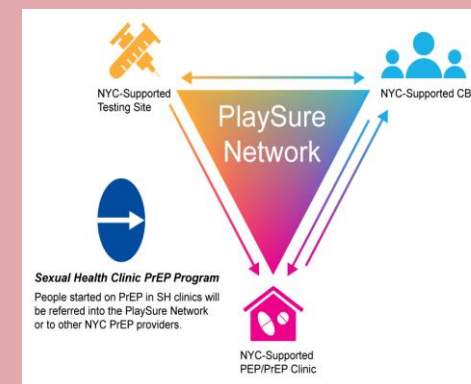 NYC-Supported
Testing Site
NYC-Supported CB
PlaySure
Network
Sexual Health Clinic PrEP Program
People started on PrEP in SH clinics will
be referred into the PlaySure Network
or to other NYC PrEP providers.
NYC-Supported
PEP/PrEP Clinic